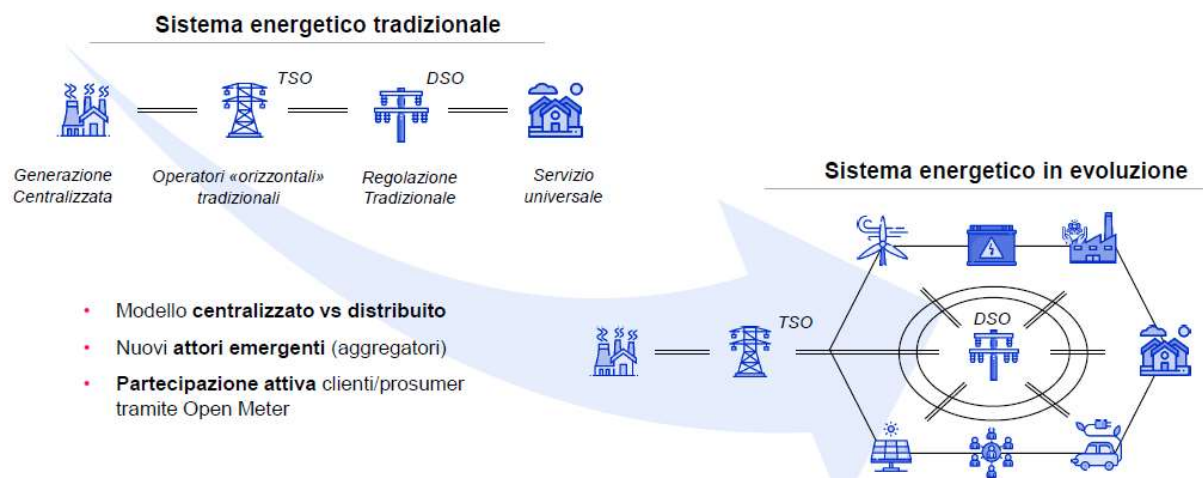 Sistema energetico tradizionale
TSO
DSO
Generazione
Centralizzata
Operatori «orizzontali»
tradizionali
Regolazione
Tradizionale
Servizio
universale
Sistema energetico in evoluzione
• Modello centralizzato vs distribuito
• Nuovi attori emergenti (aggregatori)
• Partecipazione attiva clienti/prosumer
tramite Open Meter
TSO
DSO